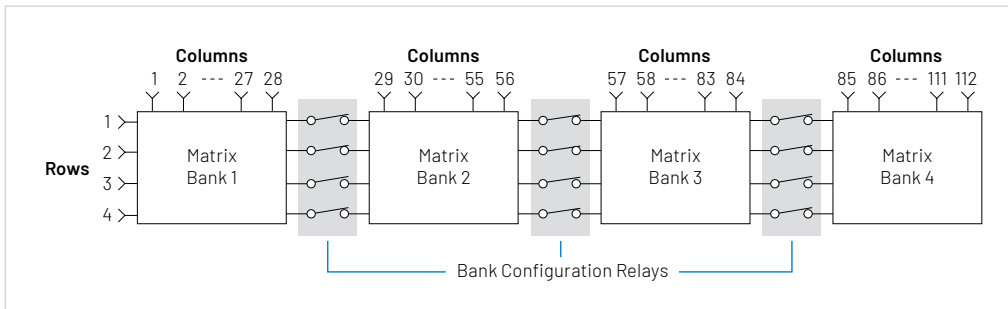 Columns Columns Columns Columns
1 2 --- 27 28 29 30 --- 55 56 57 58 --- 83 84 85 86 --- 111 112
1
2
Rows
3
4
Matrix
Bank 1
Matrix
Bank 2
Matrix
Bank 3
Matrix
Bank 4
Bank Configuration Relays